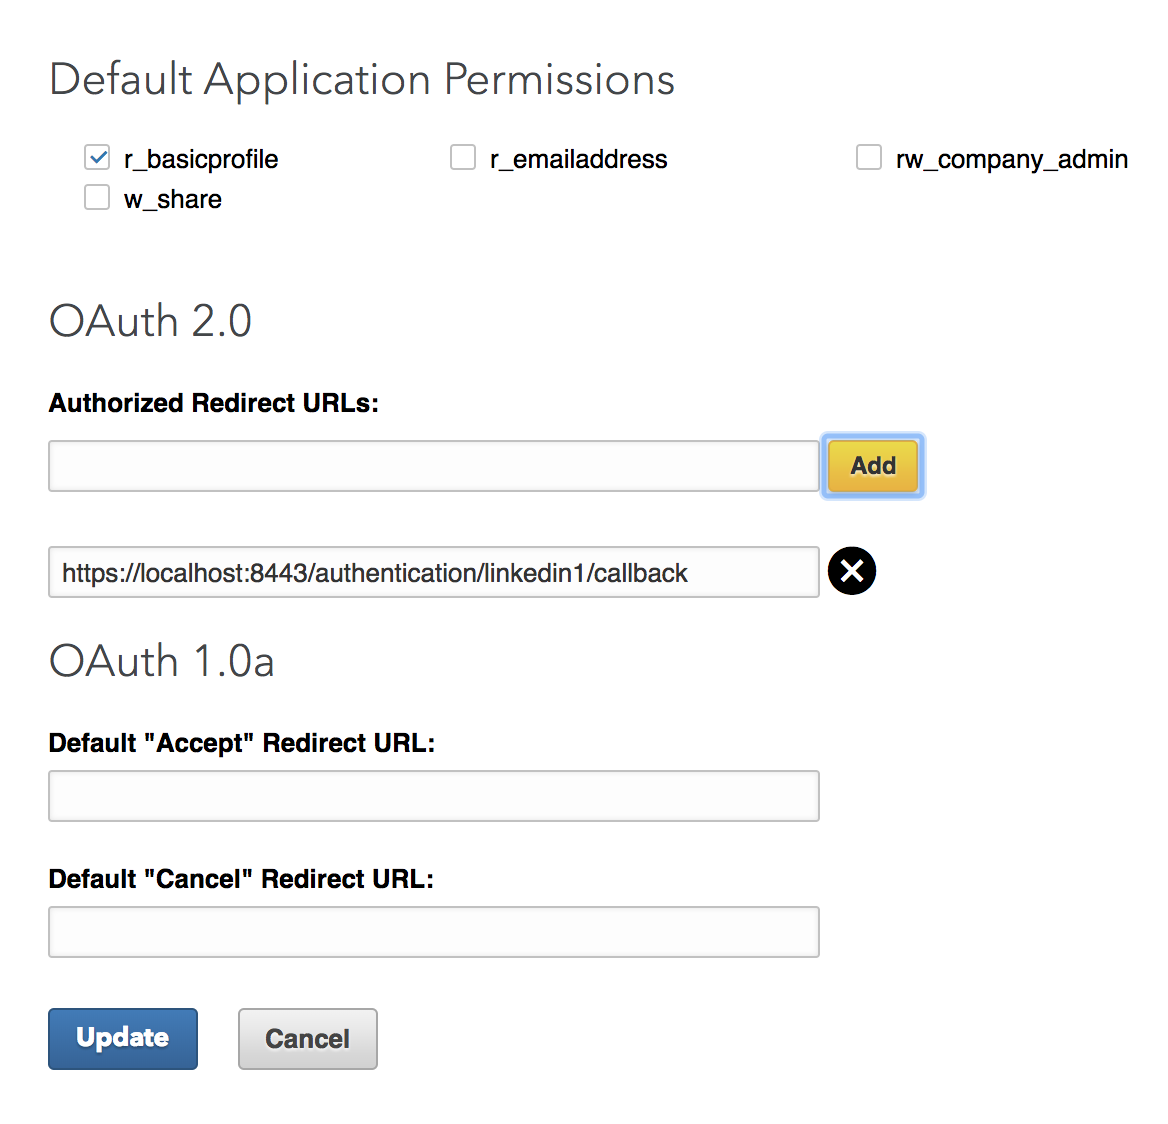 Default Application Permissions
r_basicprofile r_emailaddress rw_company_admin
w_share
OAuth 2.0
Authorized Redirect URLs:
Add
https://localhost:8443/authentication/linkedin1/callback
OAuth 1.0a
Default "Accept" Redirect URL:
Default "Cancel" Redirect URL:
Update Cancel